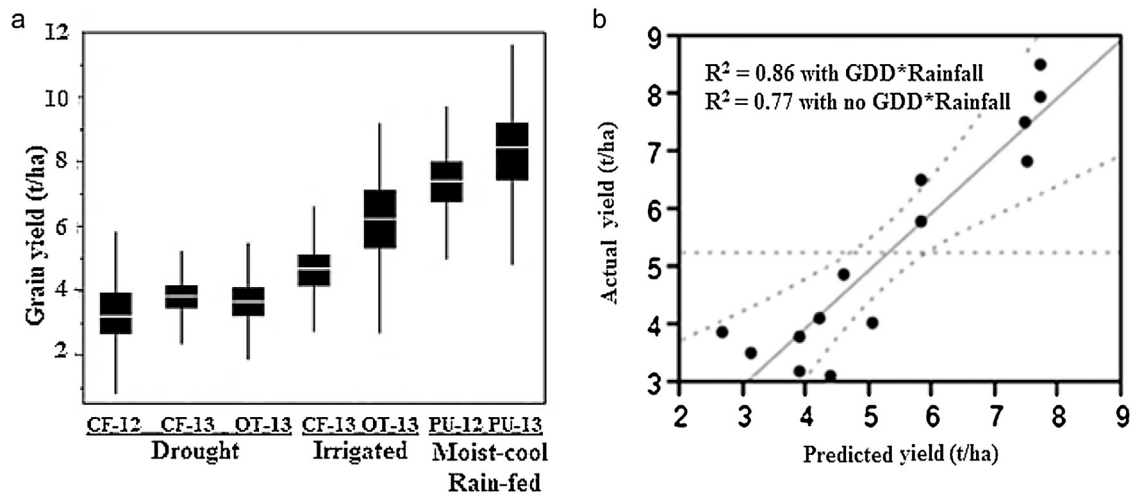 a
12
10
8
6
4
2
Grain yield (t/ha)
CF-12 CF-13 OT-13 CF-13 OT-13 PU-12 PU-13
Drought Irrigated Moist-cool
Rain-fed
b
9
8
7
6
5
4
3
Actual yield (t/ha)
R² = 0.86 with GDD*Rainfall
R² = 0.77 with no GDD*Rainfall
2 3 4 5 6 7 8 9
Predicted yield (t/ha)